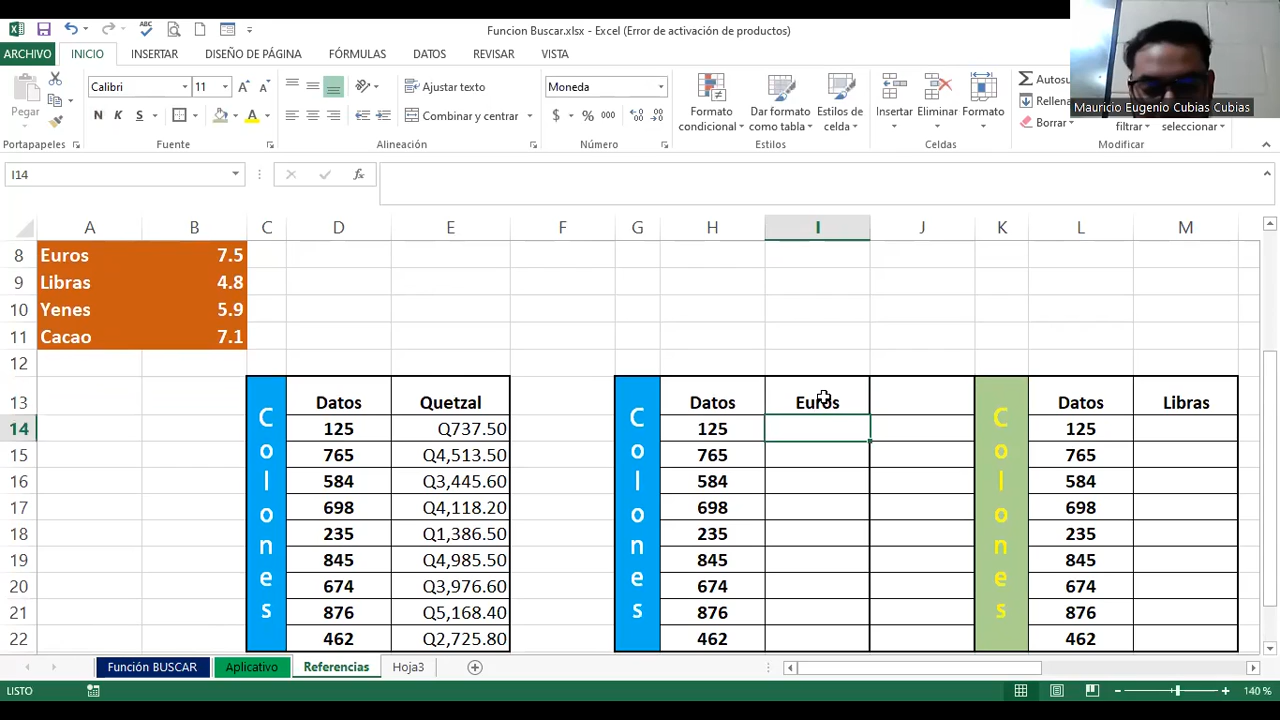 Funcion Buscar.xlsx - Excel (Error de activación de productos)
ARCHIVO INICIO INSERTAR DISEÑO DE PÁGINA FÓRMULAS DATOS REVISAR VISTA
Pegar
Calibri 11
N K S
Ajustar texto
Combinar y centrar
Moneda
$ % 000
Formato condicional
Dar formato como tabla
Estilos de celda
Insertar Eliminar Formato
Autosu
Rellena
Borrar
filtrar seleccionar
Mauricio Eugenio Cubias Cubias
Portapapeles Fuente Alineación Número Estilos Celdas Modificar
I14 fx
A B C D E F G H I J K L M
8 Euros 7.5
9 Libras 4.8
10 Yenes 5.9
11 Cacao 7.1
12
13 Datos Quetzal Datos Euros Datos Libras
14 125 Q737.50 125 125
15 765 Q4,513.50 765 765
16 584 Q3,445.60 584 584
17 698 Q4,118.20 698 698
18 235 Q1,386.50 235 235
19 845 Q4,985.50 845 845
20 674 Q3,976.60 674 674
21 876 Q5,168.40 876 876
22 462 Q2,725.80 462 462
Colones
Colones
Colones
Función BUSCAR Aplicativo Referencias Hoja3
LISTO 140 %